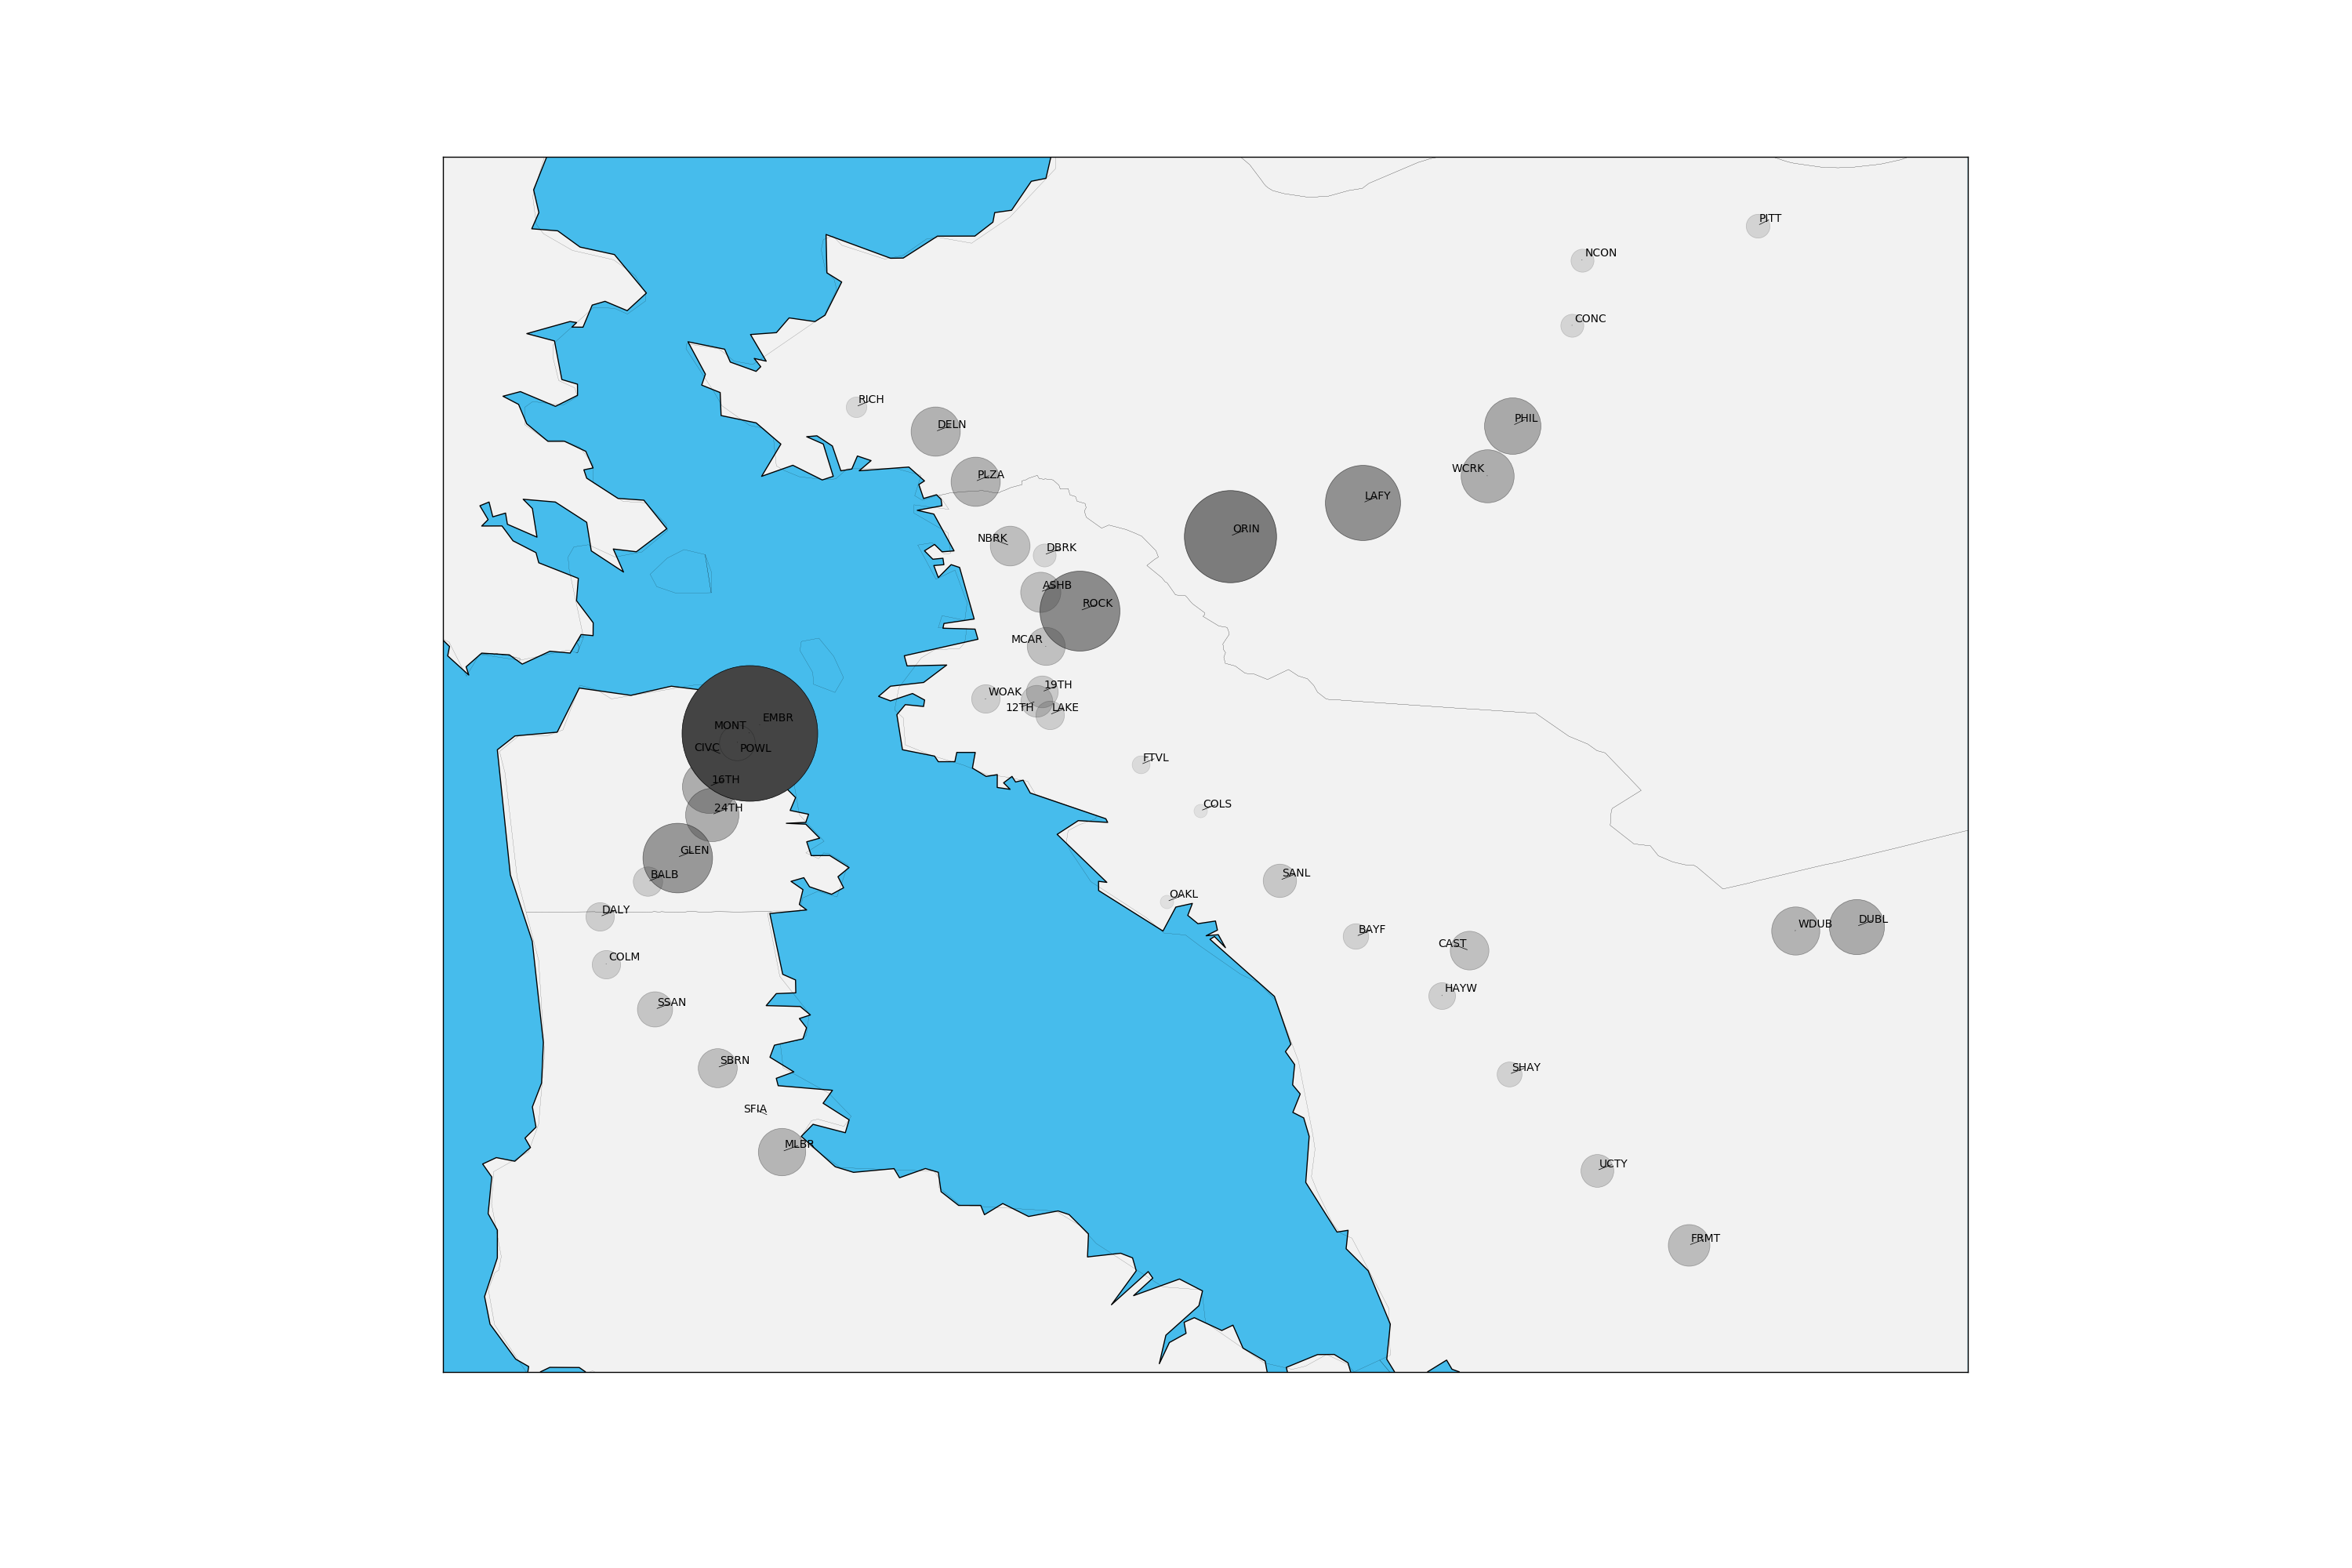 PITT
NCON
CONC
RICH
PHIL
DELN
WCRK
PLZA
LAFY
ORIN
NBRK
DBRK
ASHB
ROCK
MCAR
19TH
WOAK
12TH
LAKE
EMBR
MONT
CIVC
POWL
FTVL
16TH
COLS
24TH
GLEN
SANL
BALB
OAKL
DALY
DUBL
WDUB
BAYF
CAST
COLM
HAYW
SSAN
SBRN
SHAY
SFIA
MLBR
UCTY
FRMT